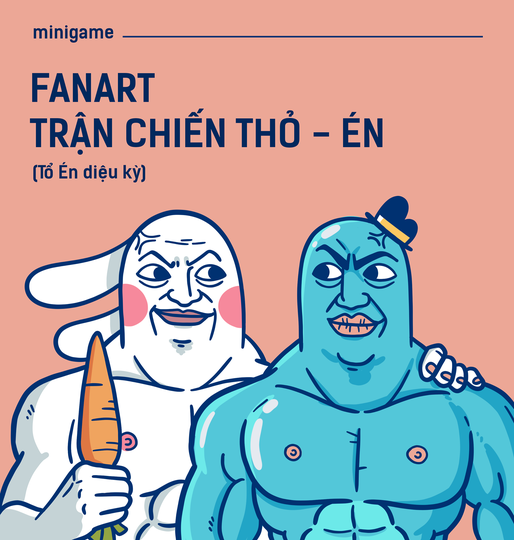 minigame
FANART
TRẬN CHIẾN THỎ – ÉN
(Tổ Én diệu kỳ)